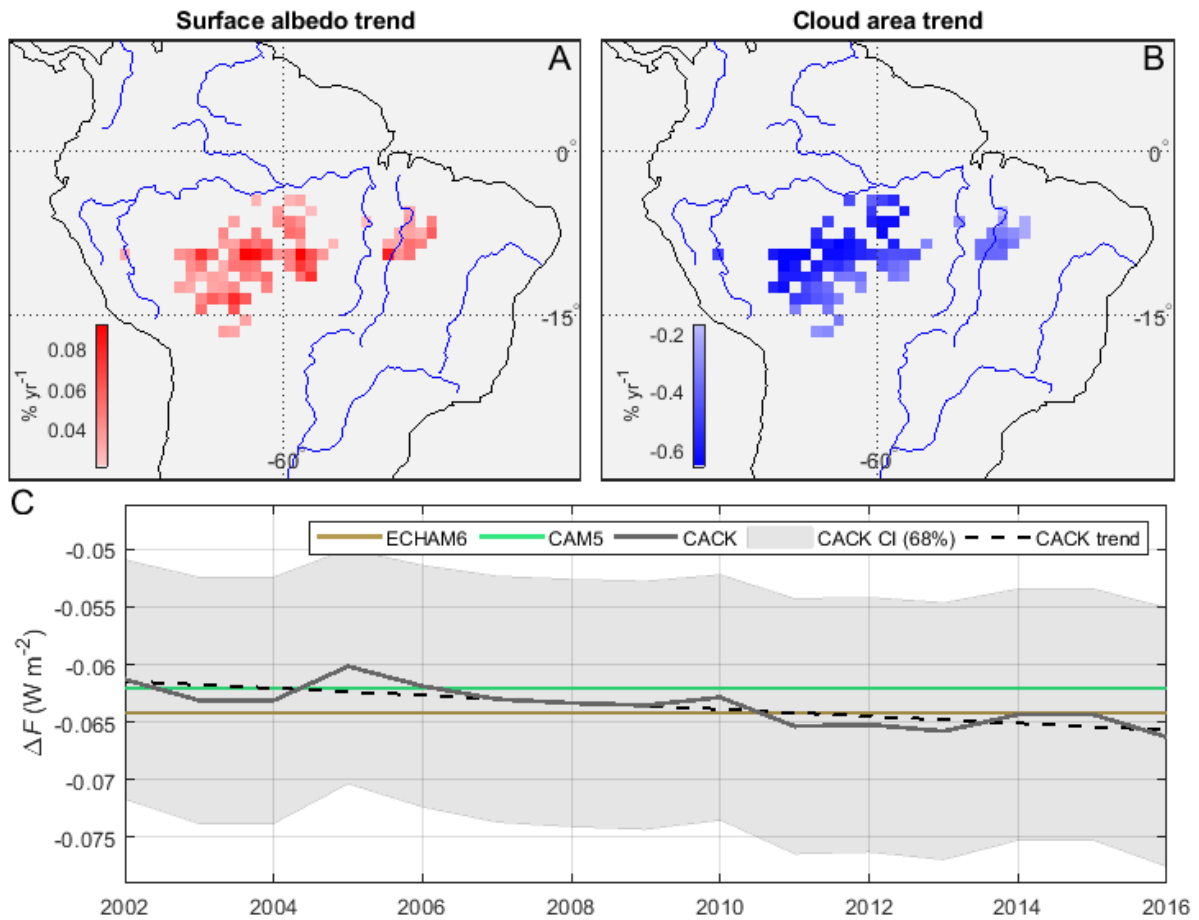 Surface albedo trend
Cloud area trend
A
B
0°
0°
-15°
-15°
0.08
0.06
0.04
% yr-1
-0.2
-0.4
-0.6
% yr-1
-60°
-60°
C
ECHAM6 CAM5 CACK CACK CI (68%) CACK trend
-0.05
-0.055
-0.06
-0.065
-0.07
-0.075
ΔF (W m-2)
2002 2004 2006 2008 2010 2012 2014 2016